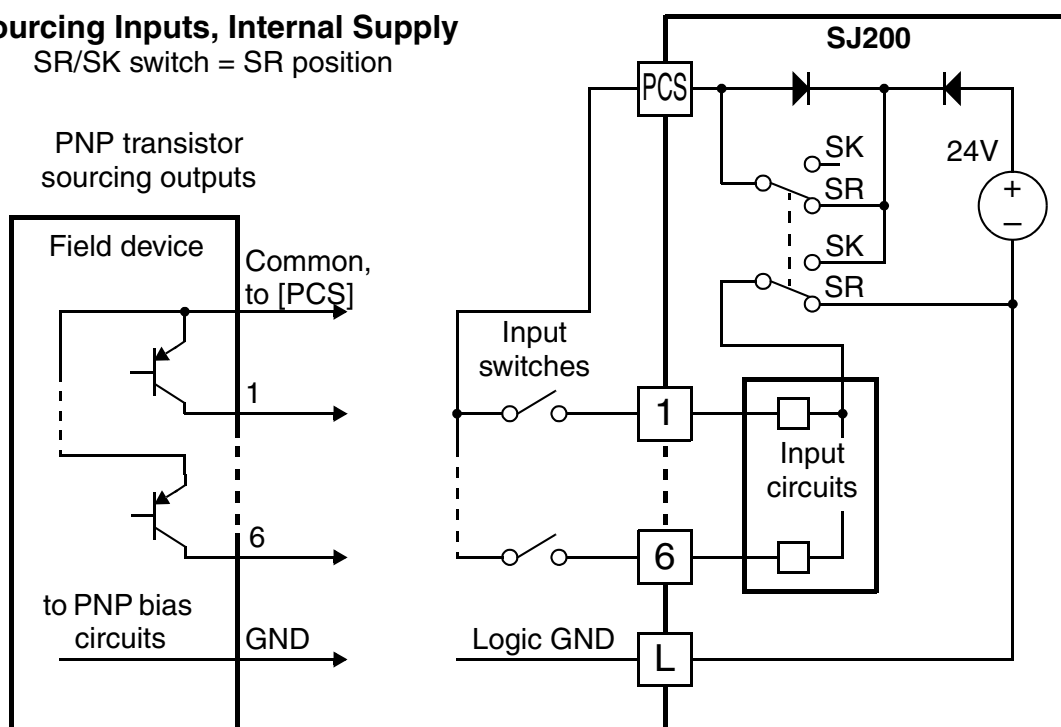 ourcing Inputs, Internal Supply
SR/SK switch = SR position
PNP transistor
sourcing outputs
Field device
Common,
to [PCS]
1
6
to PNP bias
circuits
GND
Input
switches
Logic GND
SJ200
PCS
SK
SR
SK
SR
24V
+
–
1
Input
circuits
6
L